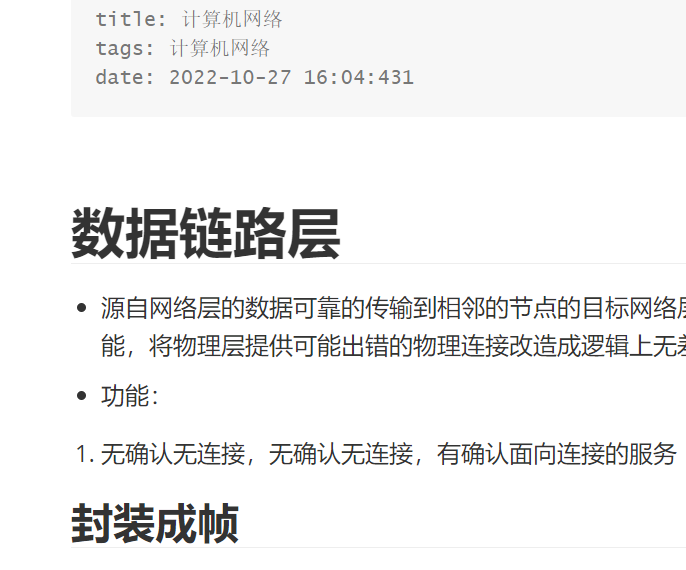 title: 计算机网络
tags: 计算机网络
date: 2022-10-27 16:04:431
数据链路层
源自网络层的数据可靠的传输到相邻的节点的目标网络层
能，将物理层提供可能出错的物理连接改造成逻辑上无差
功能：
1. 无确认无连接，无确认无连接，有确认面向连接的服务
封装成帧